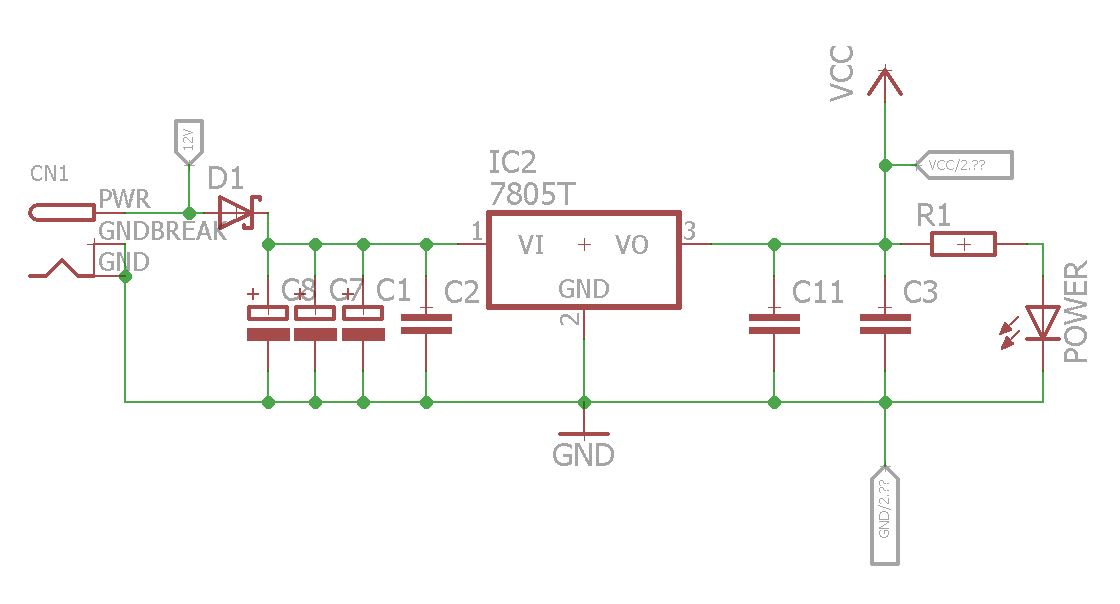 VCC
12V
VCC/2.??
IC2
7805T
CN1
D1
PWR
GNDBREAK
GND
R1
1
VI
+
VO
3
GND
2
+
C8
+
C7
+
C1
C2
C11
C3
POWER
GND
GND/2.??